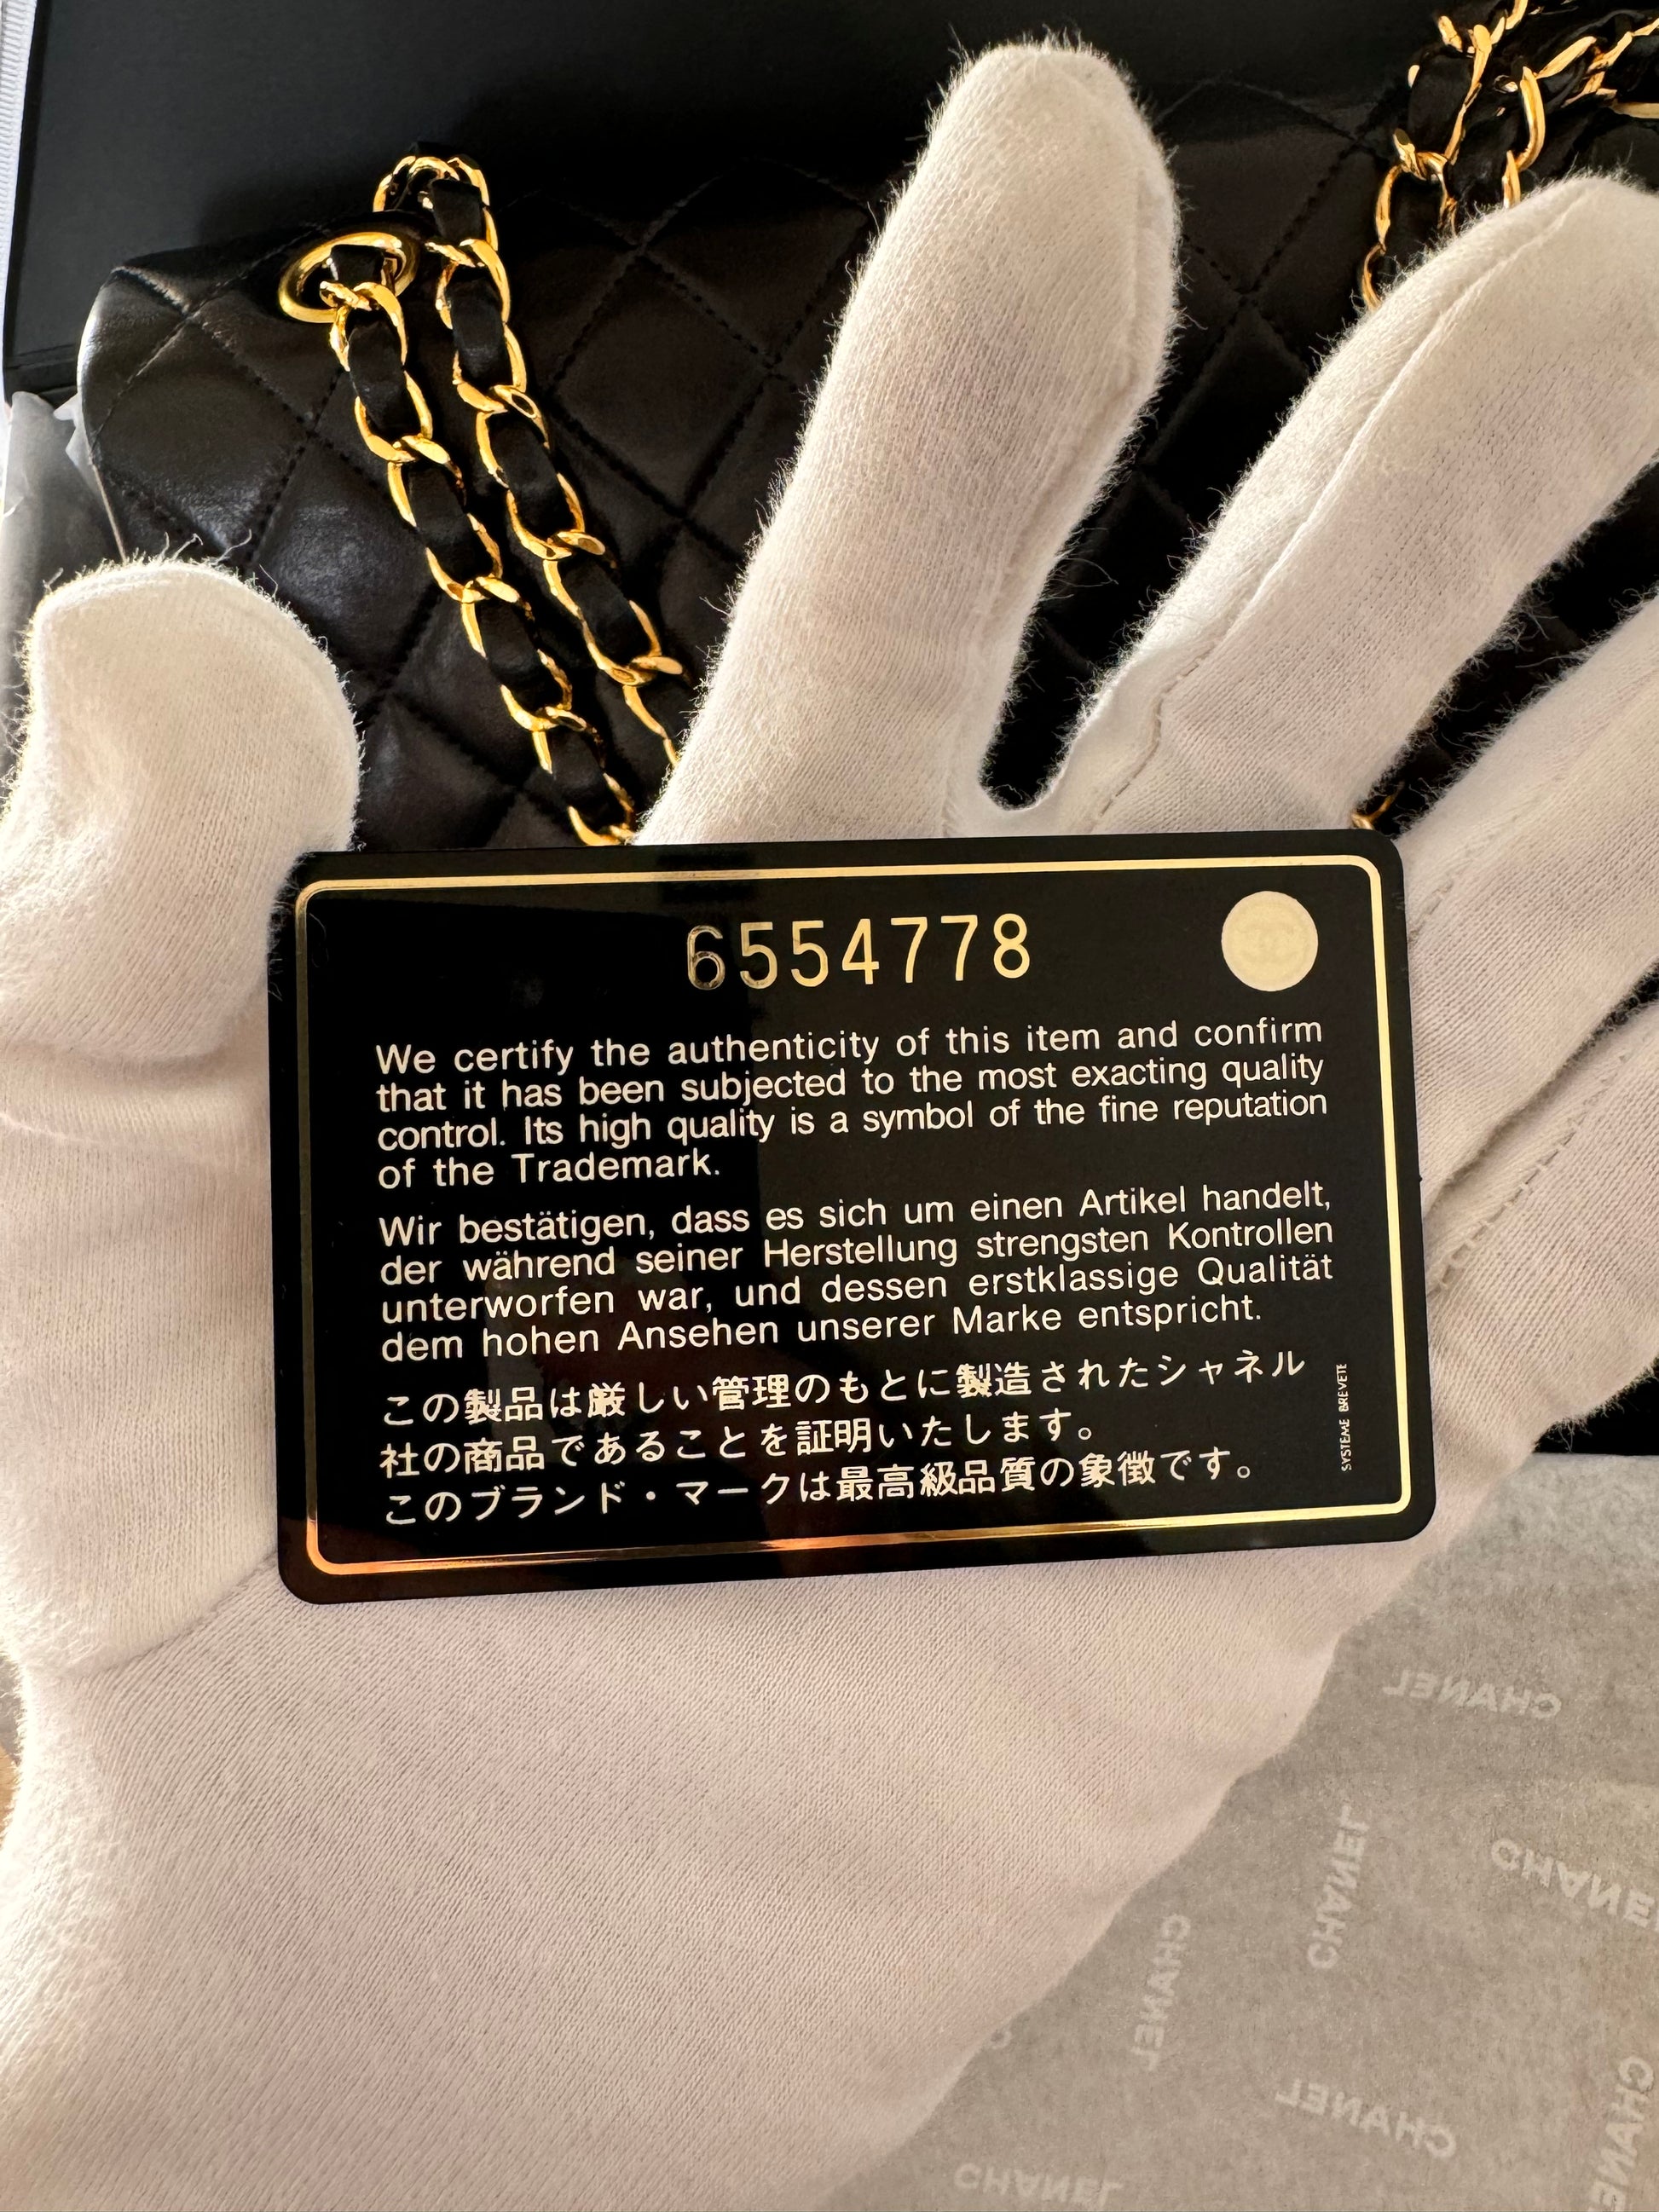 6554778
We certify the authenticity of this item and confirm
that it has been subjected to the most exacting quality
control. Its high quality is a symbol of the fine reputation
of the Trademark.
Wir bestätigen, dass es sich um einen Artikel handelt,
der während seiner Herstellung strengsten Kontrollen
unterworfen war, und dessen erstklassige Qualität
dem hohen Ansehen unserer Marke entspricht.
この製品は厳しい管理のもとに製造されたシャネル
社の商品であることを証明いたします。
このブランド・マークは最高級品質の象徴です。
SYSTEME BREVETE
CHANEL
CHANEL
CHANEL
CHANEL
CHANEL
CHANEL